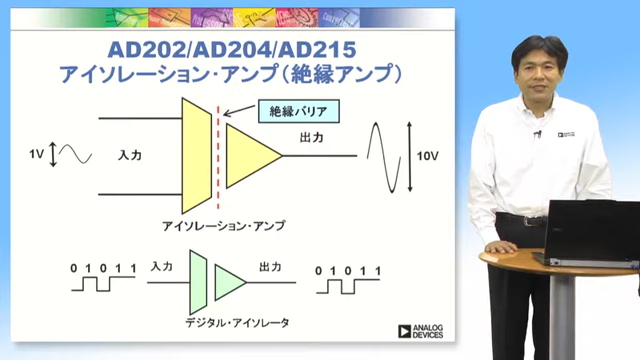 AD202/AD204/AD215
アイソレーション・アンプ(絶縁アンプ)
絶縁バリア
1V
入力
出力
10V
アイソレーション・アンプ
0 1 0 1 1
入力
出力
0 1 0 1 1
デジタル・アイソレータ
ANALOG
DEVICES
ANALOG
DEVICES